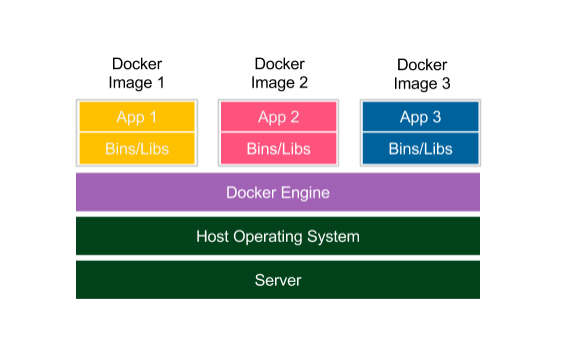 Docker
Image 1
Docker
Image 2
Docker
Image 3
App 1
App 2
App 3
Bins/Libs
Bins/Libs
Bins/Libs
Docker Engine
Host Operating System
Server